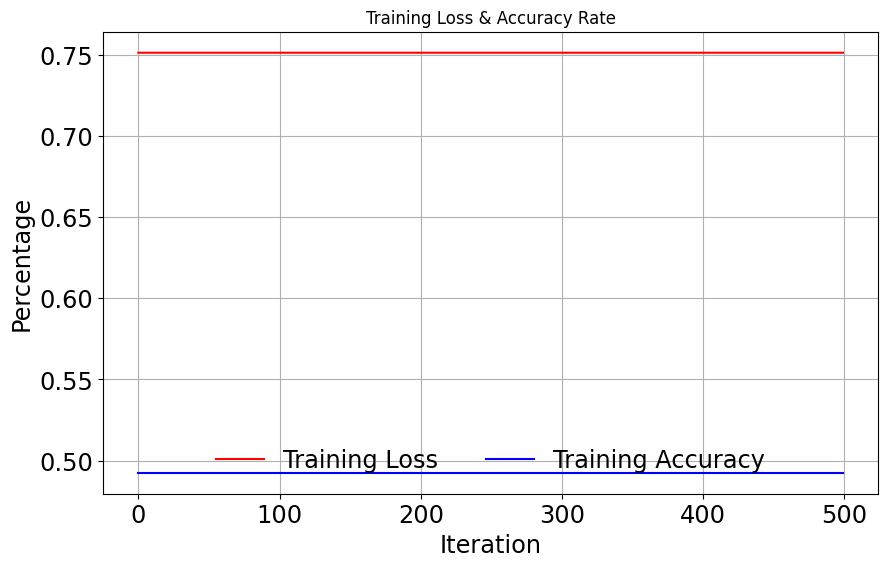 Training Loss & Accuracy Rate
Percentage
0.75
0.70
0.65
0.60
0.55
0.50
Training Loss Training Accuracy
0 100 200 300 400 500
Iteration